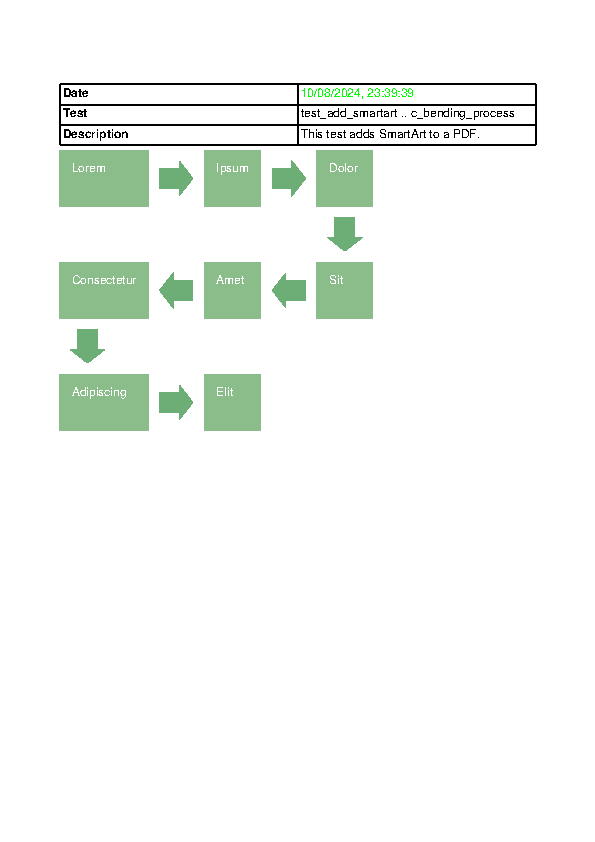 Date 10/08/2024, 23:39:39
Test test_add_smartart .. c_bending_process
Description This test adds SmartArt to a PDF.
Lorem Ipsum Dolor
Consectetur Amet Sit
Adipiscing Elit